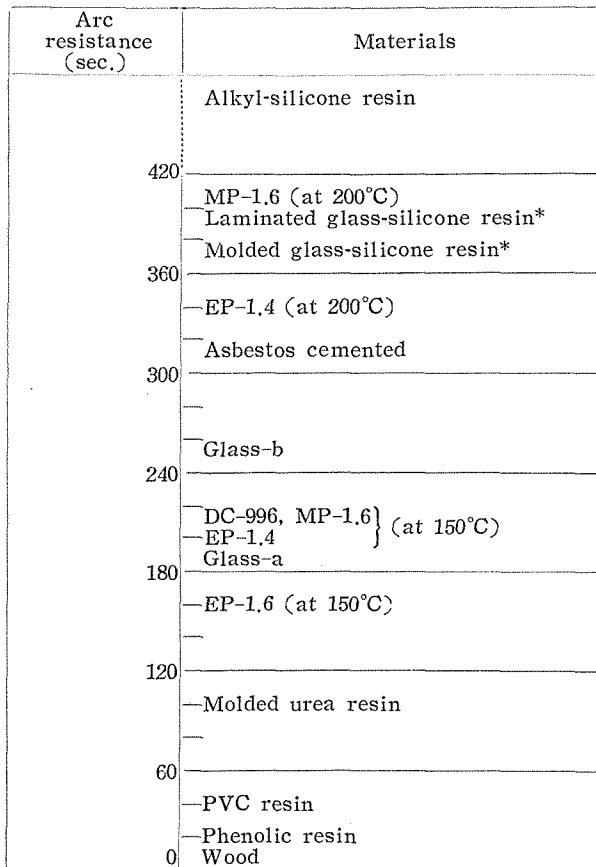 Arc
resistance
(sec.)
Materials
Alkyl-silicone resin
420
MP-1.6 (at 200℃)
Laminated glass-silicone resin*
Molded glass-silicone resin*
360
EP-1.4 (at 200℃)
Asbestos cemented
300
Glass-b
240
DC-996, MP-1.6
EP-1.4
} (at 150℃)
Glass-a
180
EP-1.6 (at 150℃)
120
Molded urea resin
60
PVC resin
Phenolic resin
0 Wood